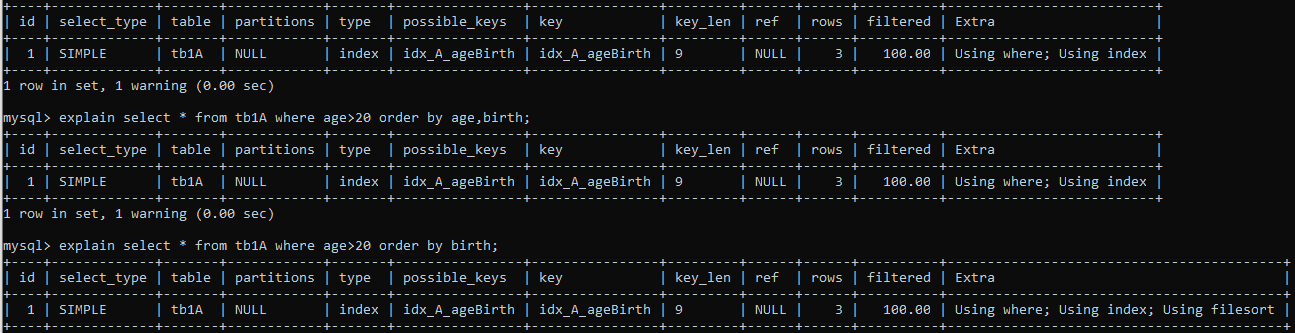 +----+-------------+-------+------------+-------+---------------+---------------+---------+------+------+----------+--------------------------+
| id | select_type | table | partitions | type | possible_keys | key | key_len | ref | rows | filtered | Extra |
+----+-------------+-------+------------+-------+---------------+---------------+---------+------+------+----------+--------------------------+
| 1 | SIMPLE | tb1A | NULL | index | idx_A_ageBirth | idx_A_ageBirth | 9 | NULL | 3 | 100.00 | Using where; Using index |
+----+-------------+-------+------------+-------+---------------+---------------+---------+------+------+----------+--------------------------+
1 row in set, 1 warning (0.00 sec)
mysql> explain select * from tb1A where age>20 order by age,birth;
+----+-------------+-------+------------+-------+---------------+---------------+---------+------+------+----------+--------------------------+
| id | select_type | table | partitions | type | possible_keys | key | key_len | ref | rows | filtered | Extra |
+----+-------------+-------+------------+-------+---------------+---------------+---------+------+------+----------+--------------------------+
| 1 | SIMPLE | tb1A | NULL | index | idx_A_ageBirth | idx_A_ageBirth | 9 | NULL | 3 | 100.00 | Using where; Using index |
+----+-------------+-------+------------+-------+---------------+---------------+---------+------+------+----------+--------------------------+
1 row in set, 1 warning (0.00 sec)
mysql> explain select * from tb1A where age>20 order by birth;
+----+-------------+-------+------------+-------+---------------+---------------+---------+------+------+----------+------------------------------------------+
| id | select_type | table | partitions | type | possible_keys | key | key_len | ref | rows | filtered | Extra |
+----+-------------+-------+------------+-------+---------------+---------------+---------+------+------+----------+------------------------------------------+
| 1 | SIMPLE | tb1A | NULL | index | idx_A_ageBirth | idx_A_ageBirth | 9 | NULL | 3 | 100.00 | Using where; Using index; Using filesort |
+----+-------------+-------+------------+-------+---------------+---------------+---------+------+------+----------+------------------------------------------+